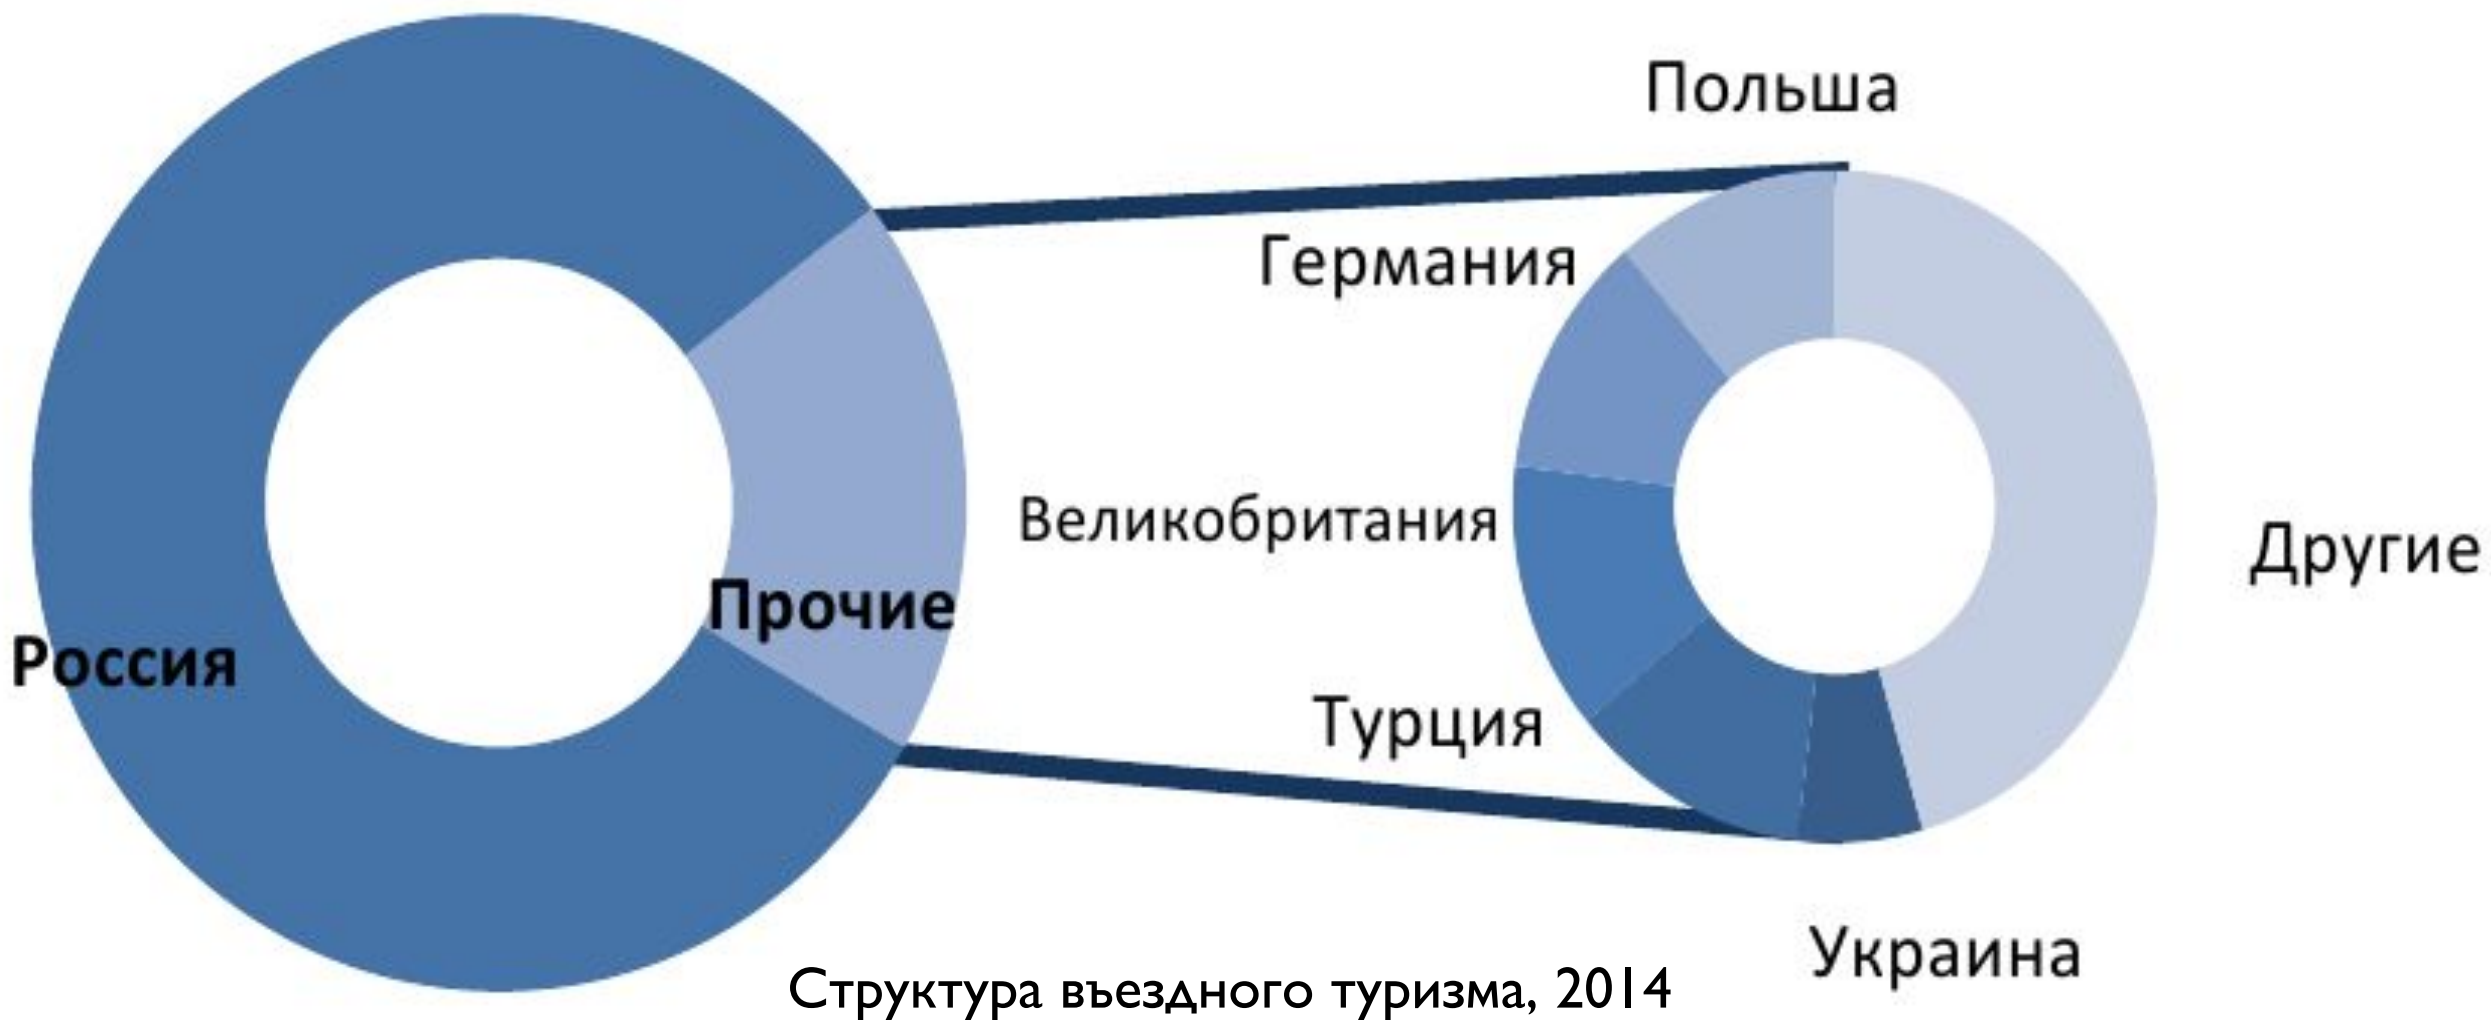 Польша
Германия
Великобритания
Другие
Прочие
Россия
Турция
Украина
Структура въездного туризма, 2014